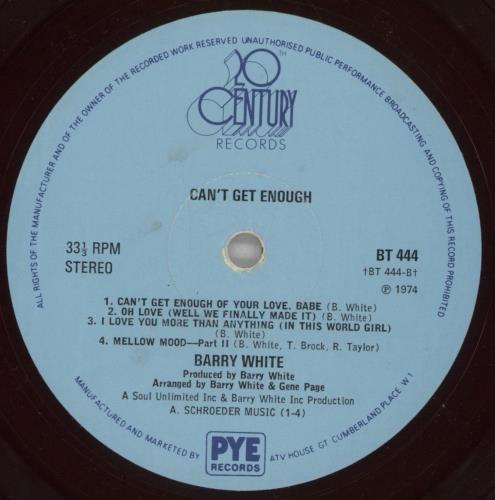 ALL RIGHTS OF THE MANUFACTURER AND OF THE OWNER OF THE RECORDED WORK RESERVED UNAUTHORISED PUBLIC PERFORMANCE BROADCASTING AND COPYING OF THIS RECORD PROHIBITED
20TH
CENTURY
RECORDS
CAN'T GET ENOUGH
33⅓ RPM
STEREO
BT 444
†BT 444-B†
℗ 1974
1. CAN'T GET ENOUGH OF YOUR LOVE, BABE (B. White)
2. OH LOVE (WELL WE FINALLY MADE IT) (B. White)
3. I LOVE YOU MORE THAN ANYTHING (IN THIS WORLD GIRL)
(B. White)
4. MELLOW MOOD—Part II (B. White, T. Brock, R. Taylor)
BARRY WHITE
Produced by Barry White
Arranged by Barry White & Gene Page
A Soul Unlimited Inc & Barry White Inc Production
A. SCHROEDER MUSIC (1-4)
MANUFACTURED AND MARKETED BY
PYE
RECORDS
ATV HOUSE GT CUMBERLAND PLACE W1